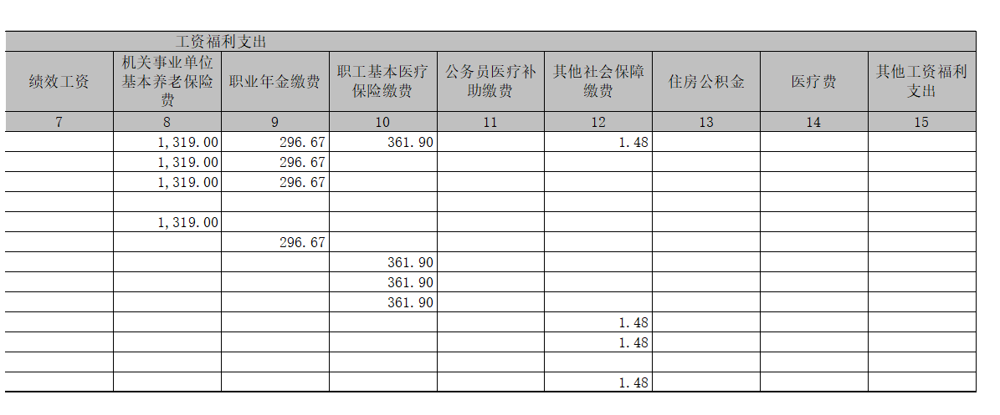 工资福利支出
绩效工资 机关事业单位基本养老保险费 职业年金缴费 职工基本医疗保险缴费 公务员医疗补助缴费 其他社会保障缴费 住房公积金 医疗费 其他工资福利支出
7 8 9 10 11 12 13 14 15
1,319.00 296.67 361.90 1.48
1,319.00 296.67
1,319.00 296.67
1,319.00
296.67
361.90
361.90
361.90
1.48
1.48
1.48